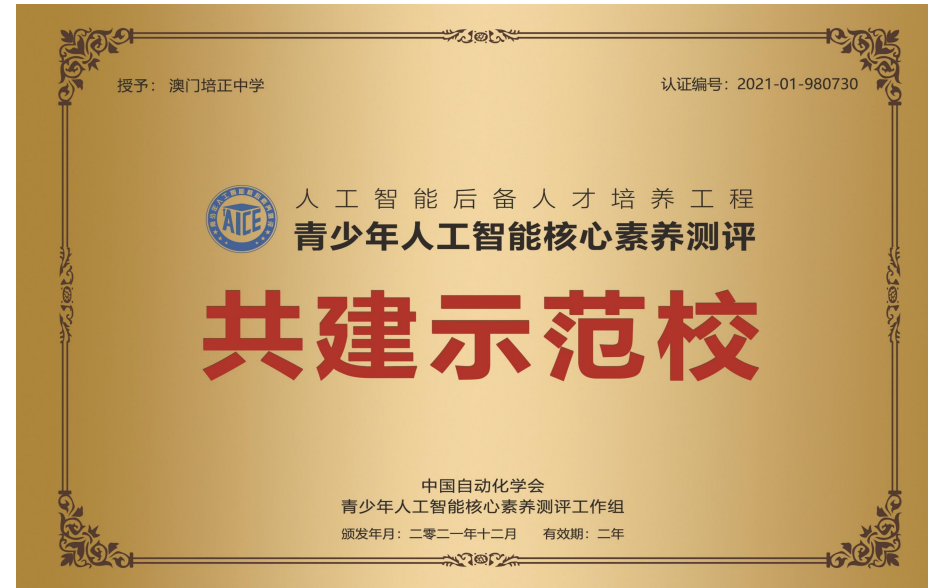 授予： 澳门培正中学
认证编号：2021-01-980730
AICE
人工智能后备人才培养工程
青少年人工智能核心素养测评
共建示范校
中国自动化学会
青少年人工智能核心素养测评工作组
颁发年月：二零二一年十二月 有效期：二年